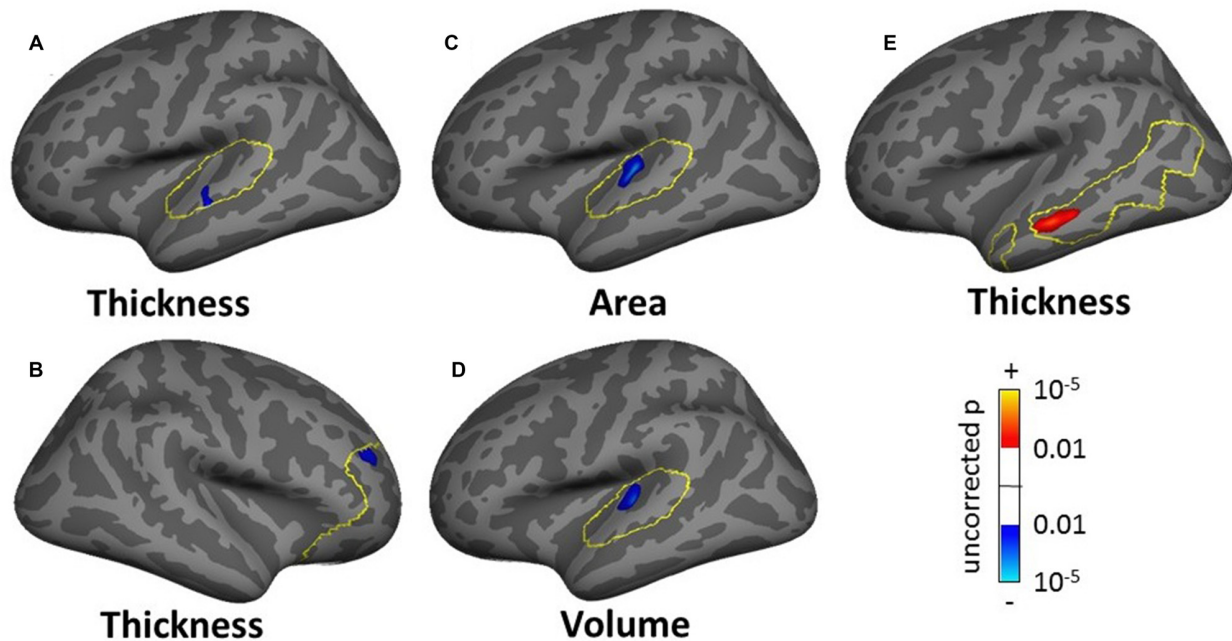 A
C
E
Thickness
Area
Thickness
B
D
Thickness
Volume
uncorrected p
+
10-5
0.01
0.01
10-5
-